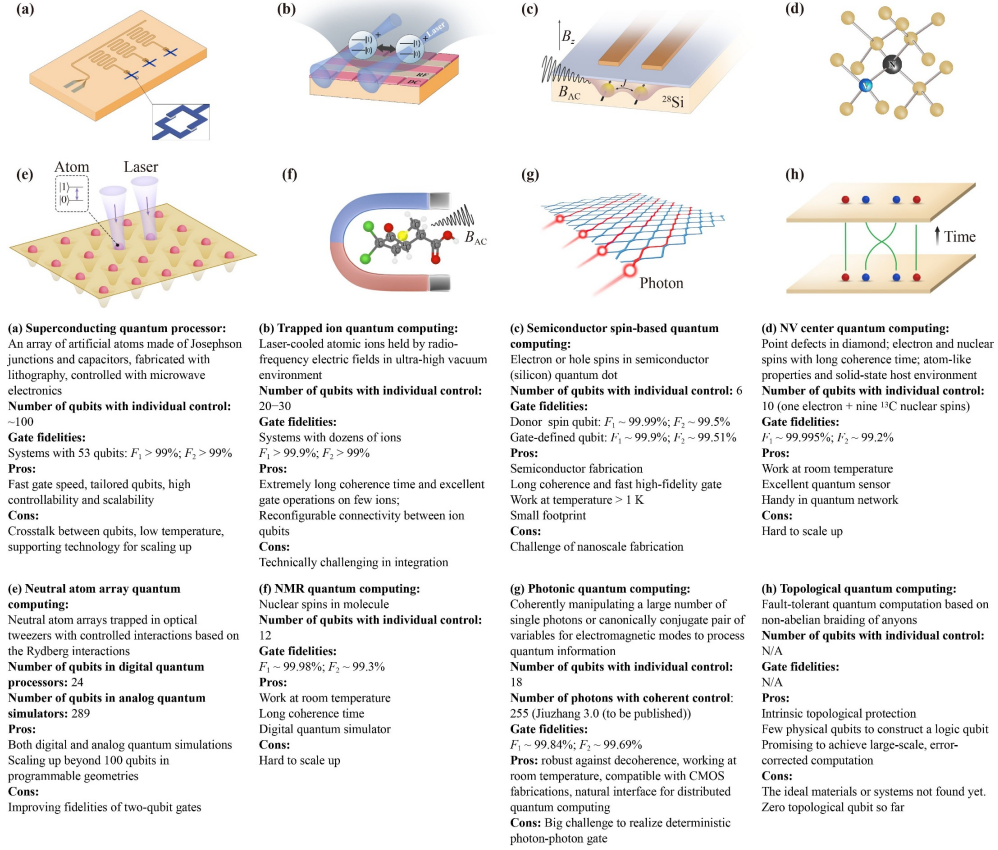 (a)
(b)
Laser
|1⟩
|0⟩
|1⟩
|0⟩
RF
DC
(c)
B_z
B_AC
J
²⁸Si
(d)
N
V
(e)
Atom
Laser
|1⟩
|0⟩
(f)
B_AC
(g)
Photon
(h)
Time
(a) Superconducting quantum processor:
An array of artificial atoms made of Josephson
junctions and capacitors, fabricated with
lithography, controlled with microwave
electronics
Number of qubits with individual control:
~100
Gate fidelities:
Systems with 53 qubits: F₁ > 99%; F₂ > 99%
Pros:
Fast gate speed, tailored qubits, high
controllability and scalability
Cons:
Crosstalk between qubits, low temperature,
supporting technology for scaling up
(b) Trapped ion quantum computing:
Laser-cooled atomic ions held by radio-
frequency electric fields in ultra-high vacuum
environment
Number of qubits with individual control:
20−30
Gate fidelities:
Systems with dozens of ions
F₁ > 99.9%; F₂ > 99%
Pros:
Extremely long coherence time and excellent
gate operations on few ions;
Reconfigurable connectivity between ion
qubits
Cons:
Technically challenging in integration
(c) Semiconductor spin-based quantum
computing:
Electron or hole spins in semiconductor
(silicon) quantum dot
Number of qubits with individual control: 6
Gate fidelities:
Donor spin qubit: F₁ ~ 99.99%; F₂ ~ 99.5%
Gate-defined qubit: F₁ ~ 99.9%; F₂ ~ 99.51%
Pros:
Semiconductor fabrication
Long coherence and fast high-fidelity gate
Work at temperature > 1 K
Small footprint
Cons:
Challenge of nanoscale fabrication
(d) NV center quantum computing:
Point defects in diamond; electron and nuclear
spins with long coherence time; atom-like
properties and solid-state host environment
Number of qubits with individual control:
10 (one electron + nine ¹³C nuclear spins)
Gate fidelities:
F₁ ~ 99.995%; F₂ ~ 99.2%
Pros:
Work at room temperature
Excellent quantum sensor
Handy in quantum network
Cons:
Hard to scale up
(e) Neutral atom array quantum
computing:
Neutral atom arrays trapped in optical
tweezers with controlled interactions based on
the Rydberg interactions
Number of qubits in digital quantum
processors: 24
Number of qubits in analog quantum
simulators: 289
Pros:
Both digital and analog quantum simulations
Scaling up beyond 100 qubits in
programmable geometries
Cons:
Improving fidelities of two-qubit gates
(f) NMR quantum computing:
Nuclear spins in molecule
Number of qubits with individual control:
12
Gate fidelities:
F₁ ~ 99.98%; F₂ ~ 99.3%
Pros:
Work at room temperature
Long coherence time
Digital quantum simulator
Cons:
Hard to scale up
(g) Photonic quantum computing:
Coherently manipulating a large number of
single photons or canonically conjugate pair of
variables for electromagnetic modes to process
quantum information
Number of qubits with individual control:
18
Number of photons with coherent control:
255 (Jiuzhang 3.0 (to be published))
Gate fidelities:
F₁ ~ 99.84%; F₂ ~ 99.69%
Pros: robust against decoherence, working at
room temperature, compatible with CMOS
fabrications, natural interface for distributed
quantum computing
Cons: Big challenge to realize deterministic
photon-photon gate
(h) Topological quantum computing:
Fault-tolerant quantum computation based on
non-abelian braiding of anyons
Number of qubits with individual control:
N/A
Gate fidelities:
N/A
Pros:
Intrinsic topological protection
Few physical qubits to construct a logic qubit
Promising to achieve large-scale, error-
corrected computation
Cons:
The ideal materials or systems not found yet.
Zero topological qubit so far